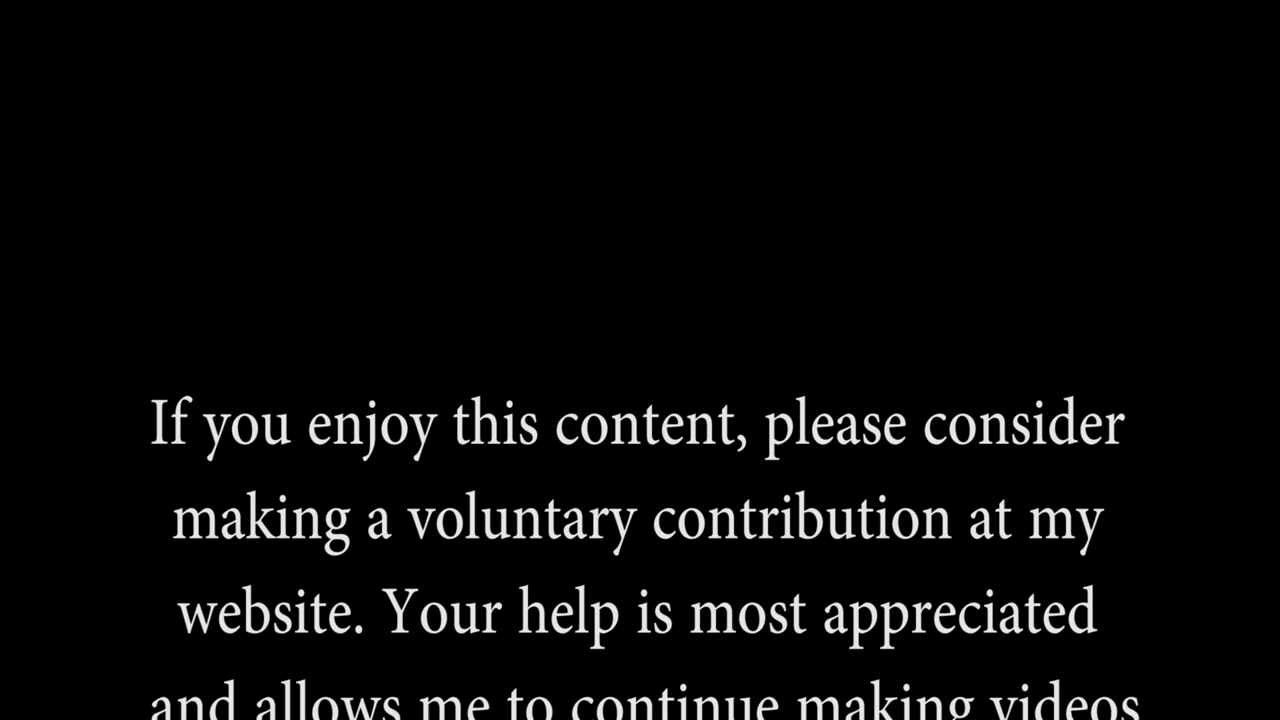 If you enjoy this content, please consider
making a voluntary contribution at my
website. Your help is most appreciated
and allows me to continue making videos